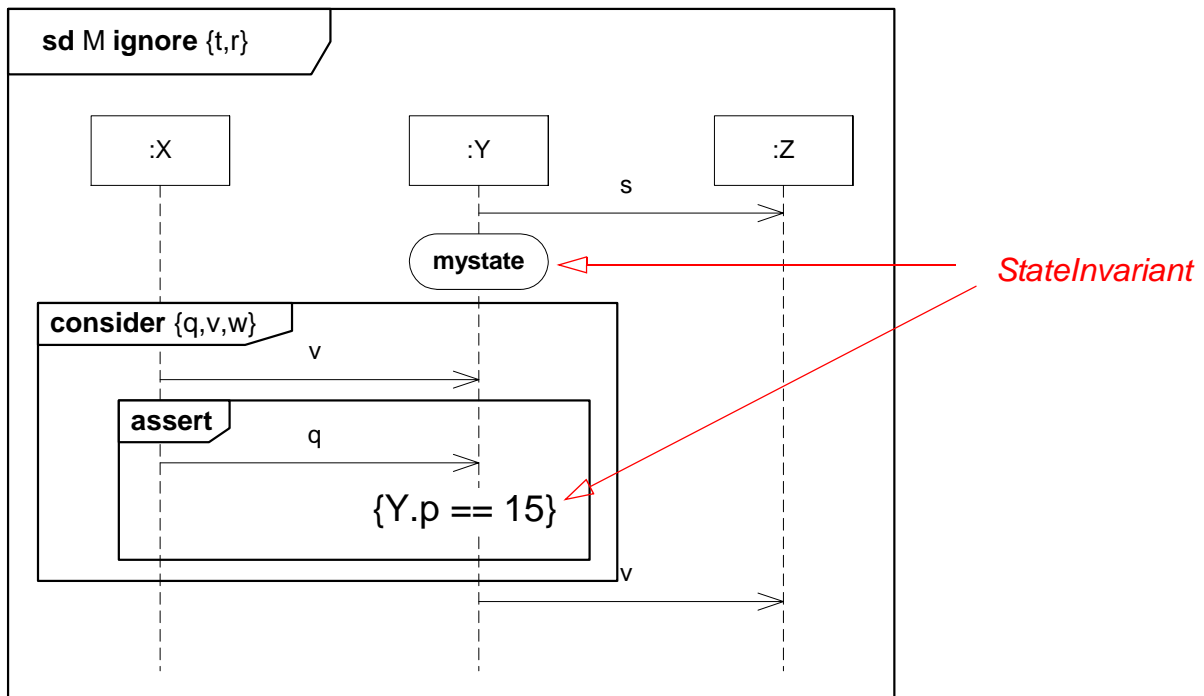 sd M ignore {t,r}
:X
:Y
:Z
s
mystate
StateInvariant
consider {q,v,w}
v
assert
q
{Y.p == 15}
v